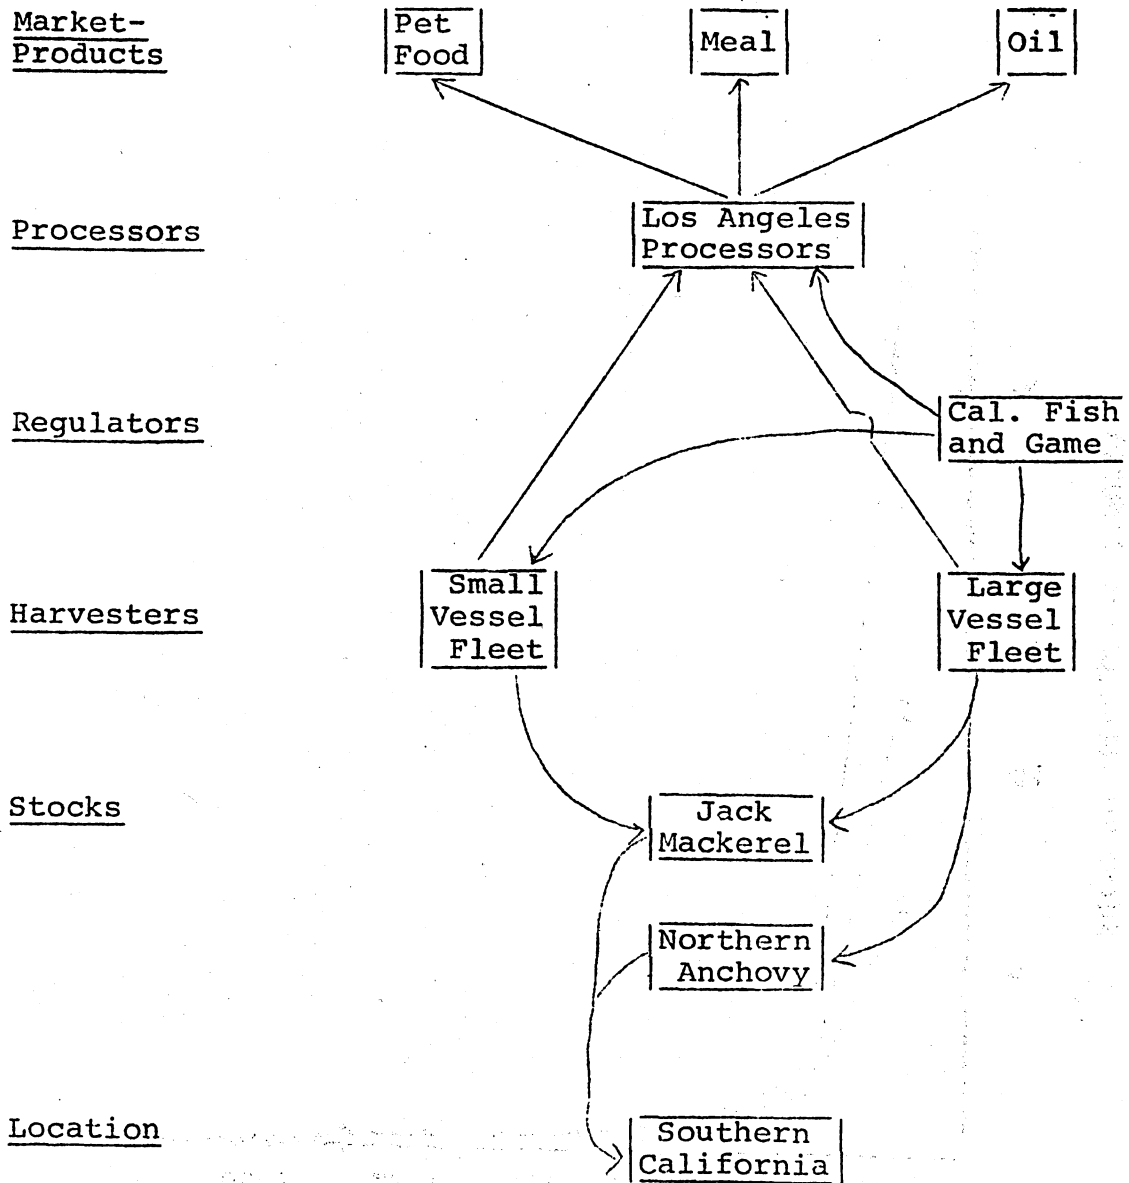 Market-
Products
Pet
Food
Meal
Oil
Processors
Los Angeles
Processors
Regulators
Cal. Fish
and Game
Harvesters
Small
Vessel
Fleet
Large
Vessel
Fleet
Stocks
Jack
Mackerel
Northern
Anchovy
Location
Southern
California